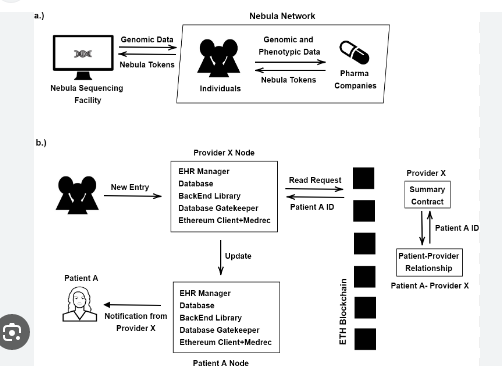 a.)
Nebula Network
Genomic Data
Nebula Tokens
Nebula Sequencing
Facility
Individuals
Genomic and
Phenotypic Data
Nebula Tokens
Pharma
Companies
b.)
Provider X Node
New Entry
EHR Manager
Database
BackEnd Library
Database Gatekeeper
Ethereum Client+Medrec
Read Request
Patient A ID
ETH Blockchain
Provider X
Summary
Contract
Patient A ID
Patient-Provider
Relationship
Patient A- Provider X
Update
Patient A
Notification from
Provider X
EHR Manager
Database
BackEnd Library
Database Gatekeeper
Ethereum Client+Medrec
Patient A Node